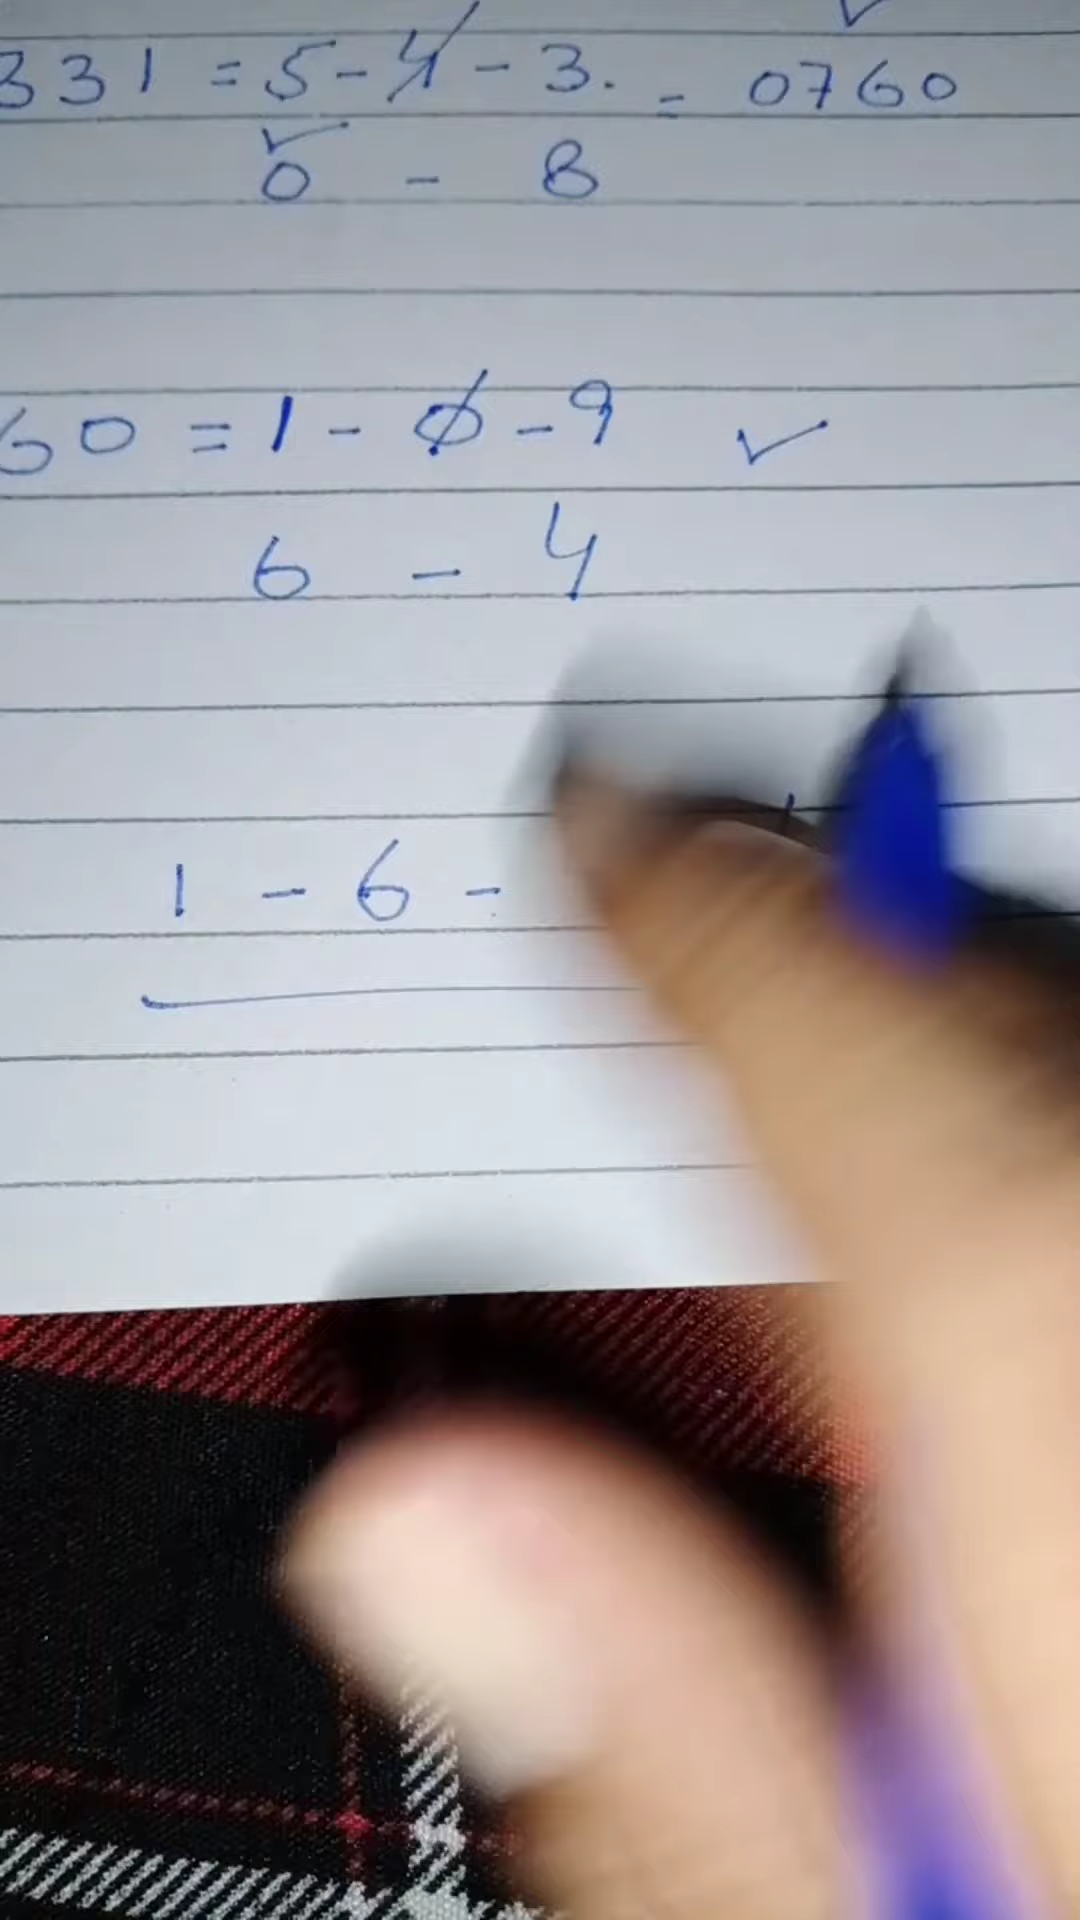 331 = 5 - 4 - 3. = 0760
0 - 8
60 = 1 - 0 - 9
6 - 4
1 - 6 -